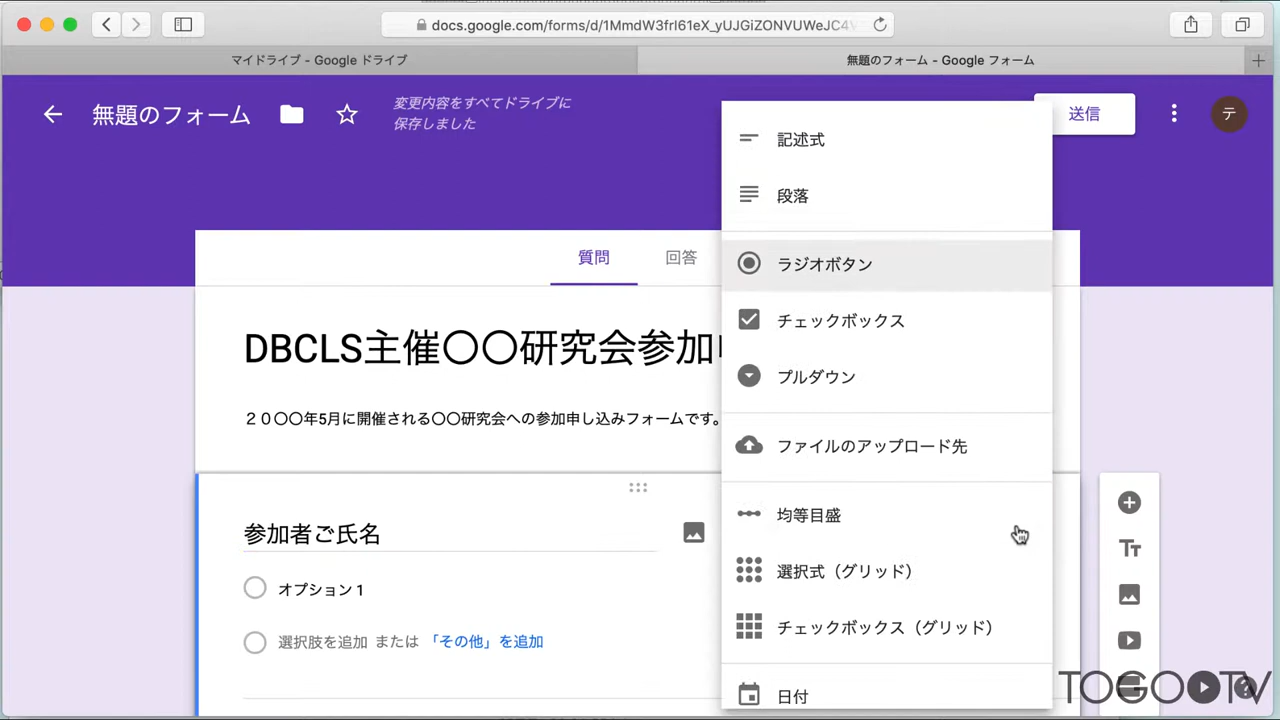 docs.google.com/forms/d/1MmdW3frI61eX_yUJGiZONVUWeJC4V
マイドライブ - Google ドライブ
無題のフォーム - Google フォーム
無題のフォーム
変更内容をすべてドライブに
保存しました
送信
テ
記述式
段落
ラジオボタン
チェックボックス
プルダウン
ファイルのアップロード先
均等目盛
選択式（グリッド）
チェックボックス（グリッド）
日付
質問
回答
DBCLS主催〇〇研究会参加
２０〇〇年5月に開催される〇〇研究会への参加申し込みフォームです。
参加者ご氏名
オプション 1
選択肢を追加 または 「その他」を追加
Tт
TOGO TV